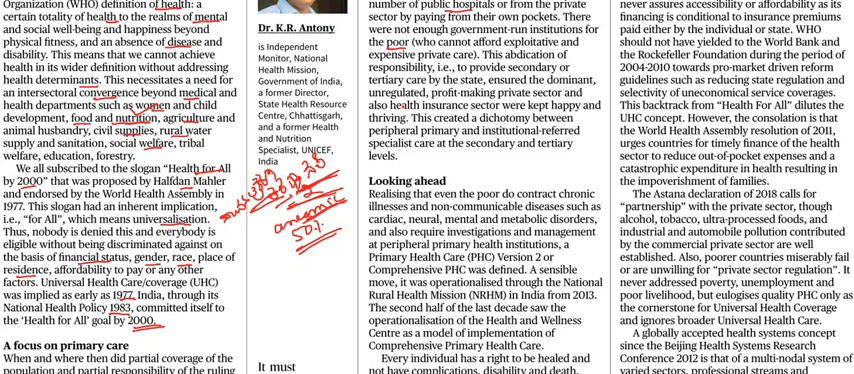 Organization (WHO) definition of health: a
certain totality of health to the realms of mental
and social well-being and happiness beyond
physical fitness, and an absence of disease and
disability. This means that we cannot achieve
health in its wider definition without addressing
health determinants. This necessitates a need for
an intersectoral convergence beyond medical and
health departments such as women and child
development, food and nutrition, agriculture and
animal husbandry, civil supplies, rural water
supply and sanitation, social welfare, tribal
welfare, education, forestry.
We all subscribed to the slogan “Health for All
by 2000” that was proposed by Halfdan Mahler
and endorsed by the World Health Assembly in
1977. This slogan had an inherent implication,
i.e., “for All”, which means universalisation.
Thus, nobody is denied this and everybody is
eligible without being discriminated against on
the basis of financial status, gender, race, place of
residence, affordability to pay or any other
factors. Universal Health Care/coverage (UHC)
was implied as early as 1977. India, through its
National Health Policy 1983, committed itself to
the ‘Health for All’ goal by 2000.
A focus on primary care
When and where then did partial coverage of the
population and partial responsibility of the ruling
Dr. K.R. Antony
is Independent
Monitor, National
Health Mission,
Government of India,
a former Director,
State Health Resource
Centre, Chhattisgarh,
and a former Health
and Nutrition
Specialist, UNICEF,
India
anaemic
50%
It must
number of public hospitals or from the private
sector by paying from their own pockets. There
were not enough government-run institutions for
the poor (who cannot afford exploitative and
expensive private care). This abdication of
responsibility, i.e., to provide secondary or
tertiary care by the state, ensured the dominant,
unregulated, profit-making private sector and
also health insurance sector were kept happy and
thriving. This created a dichotomy between
peripheral primary and institutional-referred
specialist care at the secondary and tertiary
levels.
Looking ahead
Realising that even the poor do contract chronic
illnesses and non-communicable diseases such as
cardiac, neural, mental and metabolic disorders,
and also require investigations and management
at peripheral primary health institutions, a
Primary Health Care (PHC) Version 2 or
Comprehensive PHC was defined. A sensible
move, it was operationalised through the National
Rural Health Mission (NRHM) in India from 2013.
The second half of the last decade saw the
operationalisation of the Health and Wellness
Centre as a model of implementation of
Comprehensive Primary Health Care.
Every individual has a right to be healed and
not have complications, disability and death.
never assures accessibility or affordability as its
financing is conditional to insurance premiums
paid either by the individual or state. WHO
should not have yielded to the World Bank and
the Rockefeller Foundation during the period of
2004-2010 towards pro-market driven reform
guidelines such as reducing state regulation and
selectivity of uneconomical service coverages.
This backtrack from “Health For All” dilutes the
UHC concept. However, the consolation is that
the World Health Assembly resolution of 2011,
urges countries for timely finance of the health
sector to reduce out-of-pocket expenses and a
catastrophic expenditure in health resulting in
the impoverishment of families.
The Astana declaration of 2018 calls for
“partnership” with the private sector, though
alcohol, tobacco, ultra-processed foods, and
industrial and automobile pollution contributed
by the commercial private sector are well
established. Also, poorer countries miserably fail
or are unwilling for “private sector regulation”. It
never addressed poverty, unemployment and
poor livelihood, but eulogises quality PHC only as
the cornerstone for Universal Health Coverage
and ignores broader Universal Health Care.
A globally accepted health systems concept
since the Beijing Health Systems Research
Conference 2012 is that of a multi-nodal system of
varied sectors, professional streams and